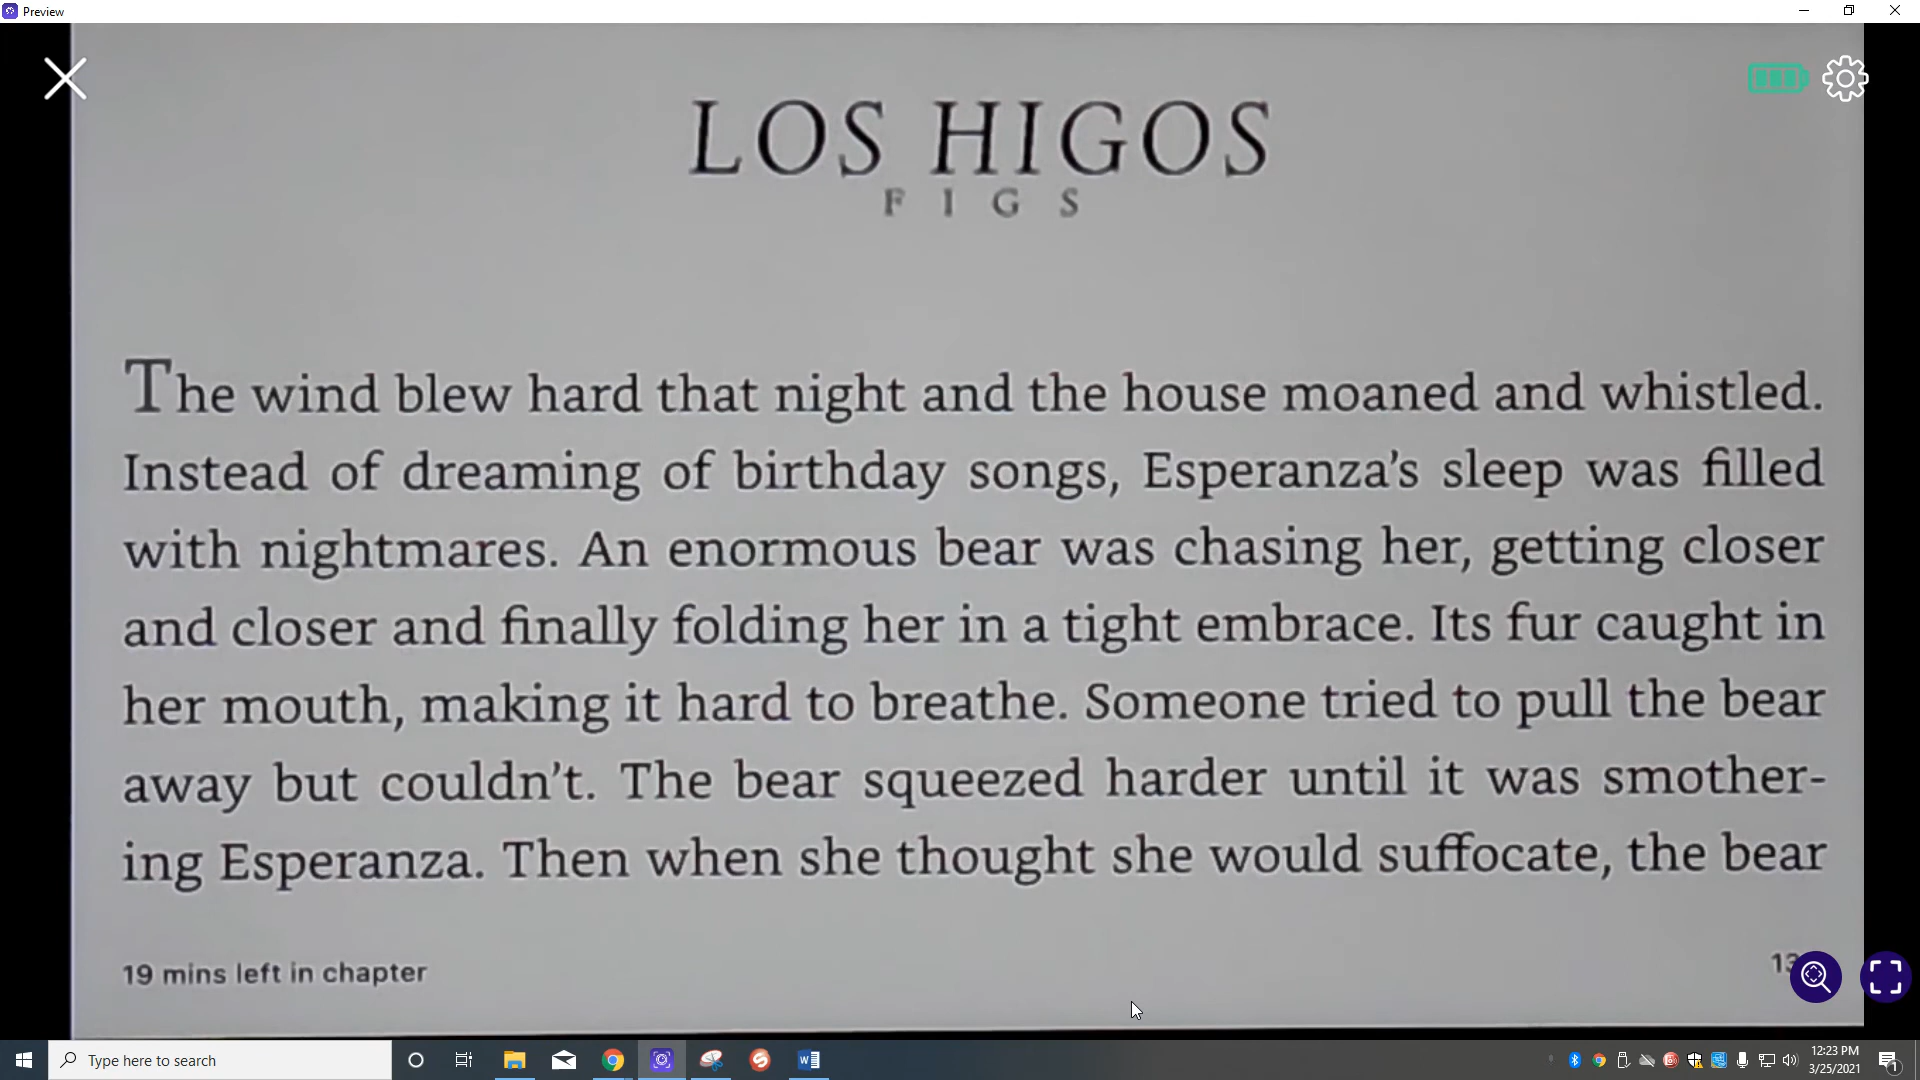 Preview
LOS HIGOS
FIGS
The wind blew hard that night and the house moaned and whistled.
Instead of dreaming of birthday songs, Esperanza’s sleep was filled
with nightmares. An enormous bear was chasing her, getting closer
and closer and finally folding her in a tight embrace. Its fur caught in
her mouth, making it hard to breathe. Someone tried to pull the bear
away but couldn’t. The bear squeezed harder until it was smother-
ing Esperanza. Then when she thought she would suffocate, the bear
19 mins left in chapter
Type here to search
12:23 PM
3/25/2021
1